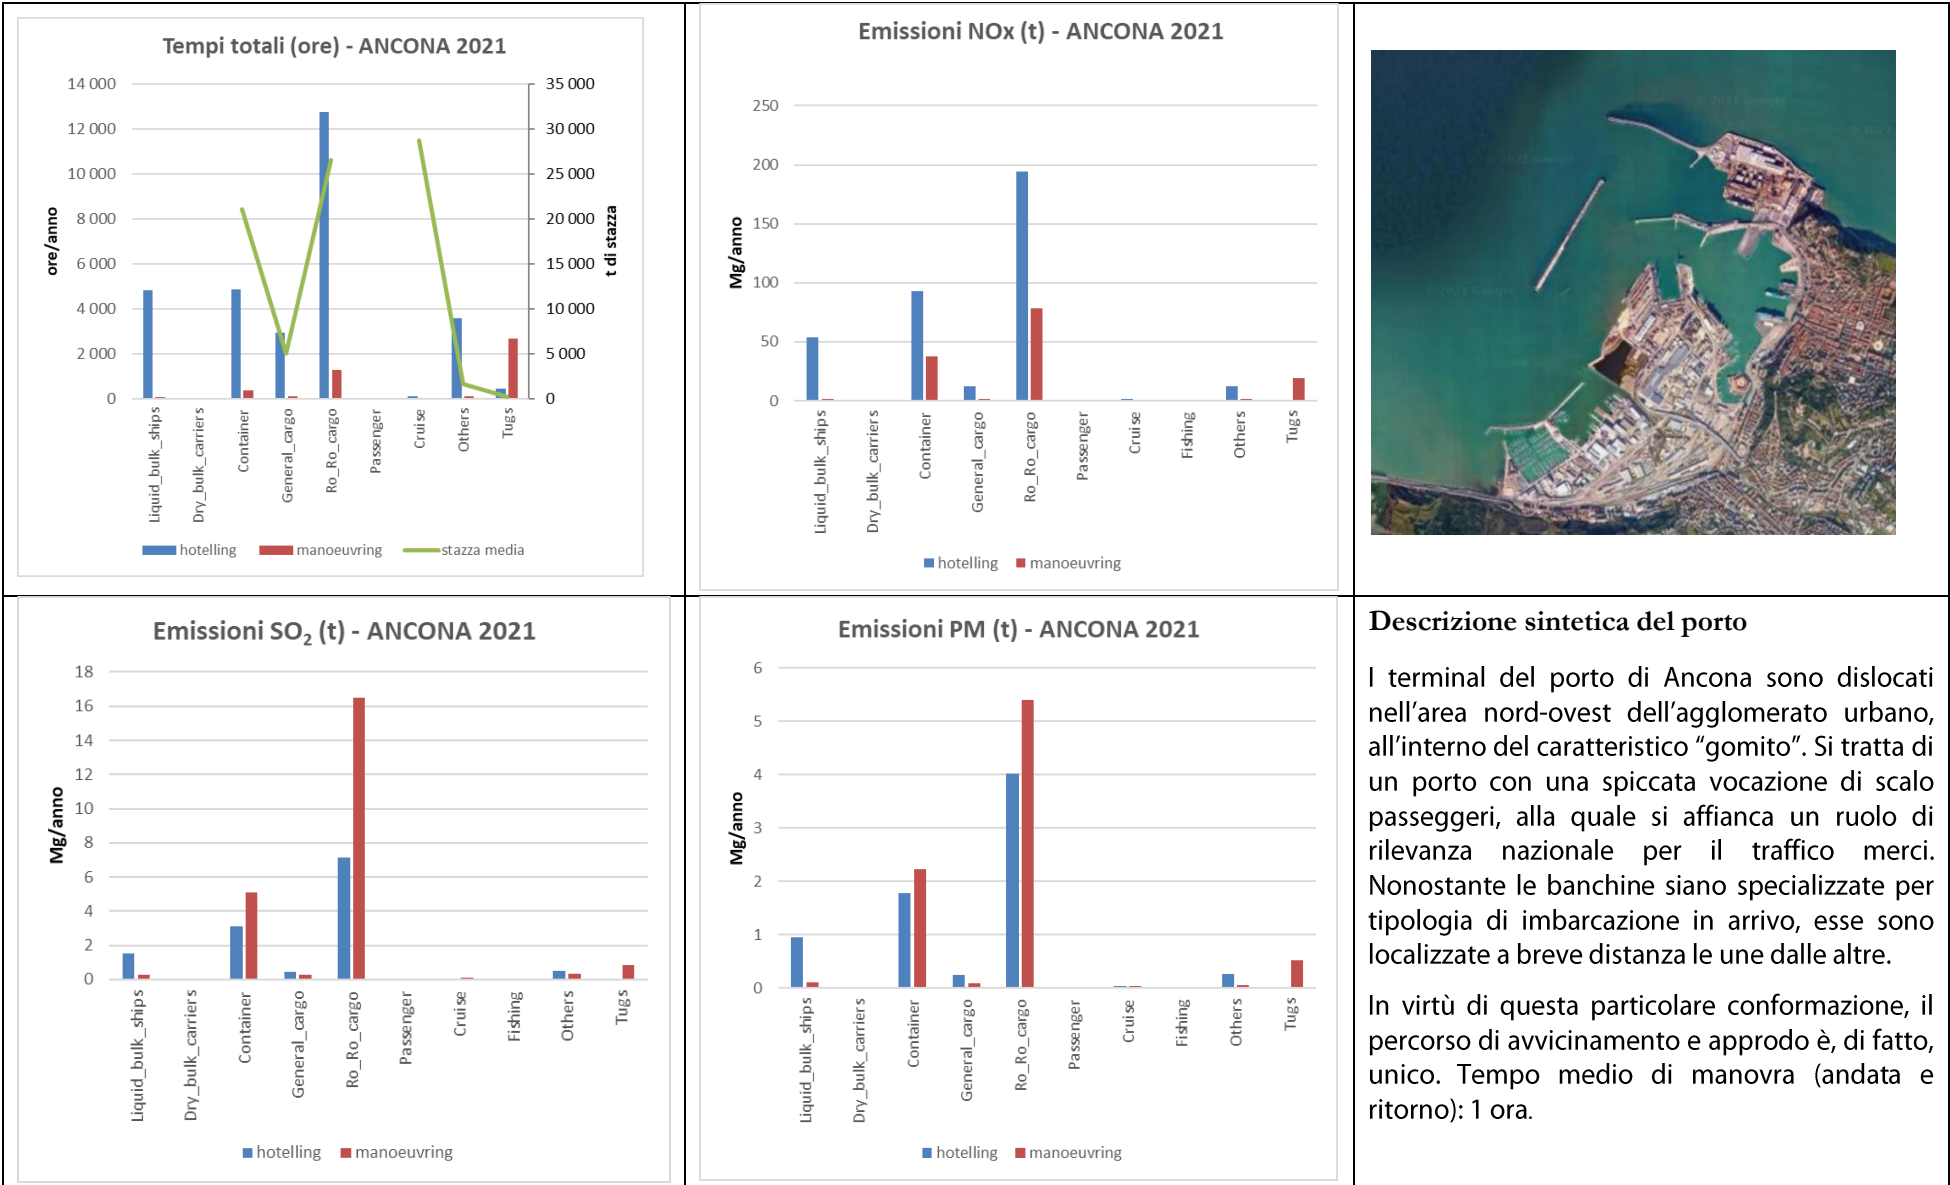 Tempi totali (ore) - ANCONA 2021
14 000
12 000
10 000
8 000
6 000
4 000
2 000
0
35 000
30 000
25 000
20 000
15 000
10 000
5 000
0
ore/anno
t di stazza
Liquid_bulk_ships
Dry_bulk_carriers
Container
General_cargo
Ro_Ro_cargo
Passenger
Cruise
Others
Tugs
hotelling
manoeuvring
stazza media
Emissioni NOx (t) - ANCONA 2021
250
200
150
100
50
0
Mg/anno
Liquid_bulk_ships
Dry_bulk_carriers
Container
General_cargo
Ro_Ro_cargo
Passenger
Cruise
Fishing
Others
Tugs
hotelling
manoeuvring
© 2021 Google
© 2021 Google
© 2021
© 2021 Google
Emissioni SO2 (t) - ANCONA 2021
18
16
14
12
10
8
6
4
2
0
Mg/anno
Liquid_bulk_ships
Dry_bulk_carriers
Container
General_cargo
Ro_Ro_cargo
Passenger
Cruise
Fishing
Others
Tugs
hotelling
manoeuvring
Emissioni PM (t) - ANCONA 2021
6
5
4
3
2
1
0
Mg/anno
Liquid_bulk_ships
Dry_bulk_carriers
Container
General_cargo
Ro_Ro_cargo
Passenger
Cruise
Fishing
Others
Tugs
hotelling
manoeuvring
Descrizione sintetica del porto
I terminal del porto di Ancona sono dislocati
nell’area nord-ovest dell’agglomerato urbano,
all’interno del caratteristico “gomito”. Si tratta di
un porto con una spiccata vocazione di scalo
passeggeri, alla quale si affianca un ruolo di
rilevanza nazionale per il traffico merci.
Nonostante le banchine siano specializzate per
tipologia di imbarcazione in arrivo, esse sono
localizzate a breve distanza le une dalle altre.
In virtù di questa particolare conformazione, il
percorso di avvicinamento e approdo è, di fatto,
unico. Tempo medio di manovra (andata e
ritorno): 1 ora.